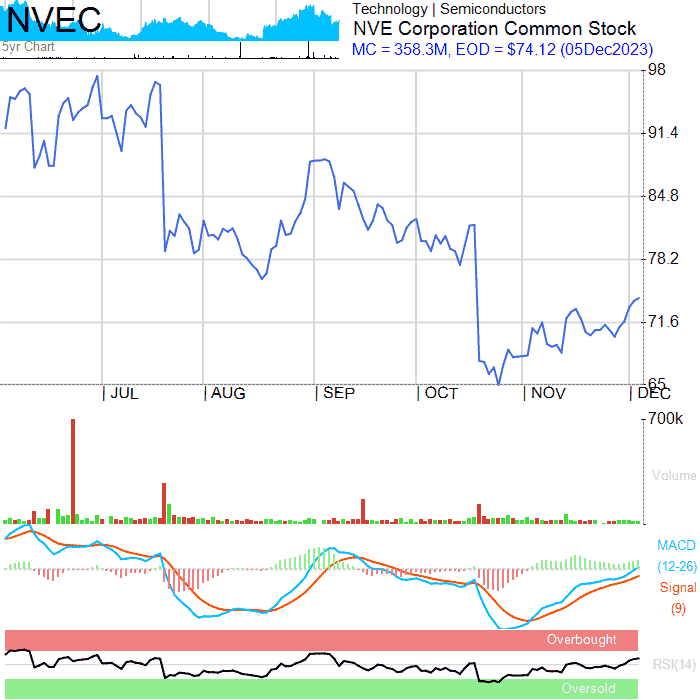 NVEC
5yr Chart
Technology | Semiconductors
NVE Corporation Common Stock
MC = 358.3M, EOD = $74.12 (05Dec2023)
98
91.4
84.8
78.2
71.6
65
JUL AUG SEP OCT NOV DEC
700k
Volume
MACD
(12-26)
Signal
(9)
Overbought
RSI(14)
Oversold